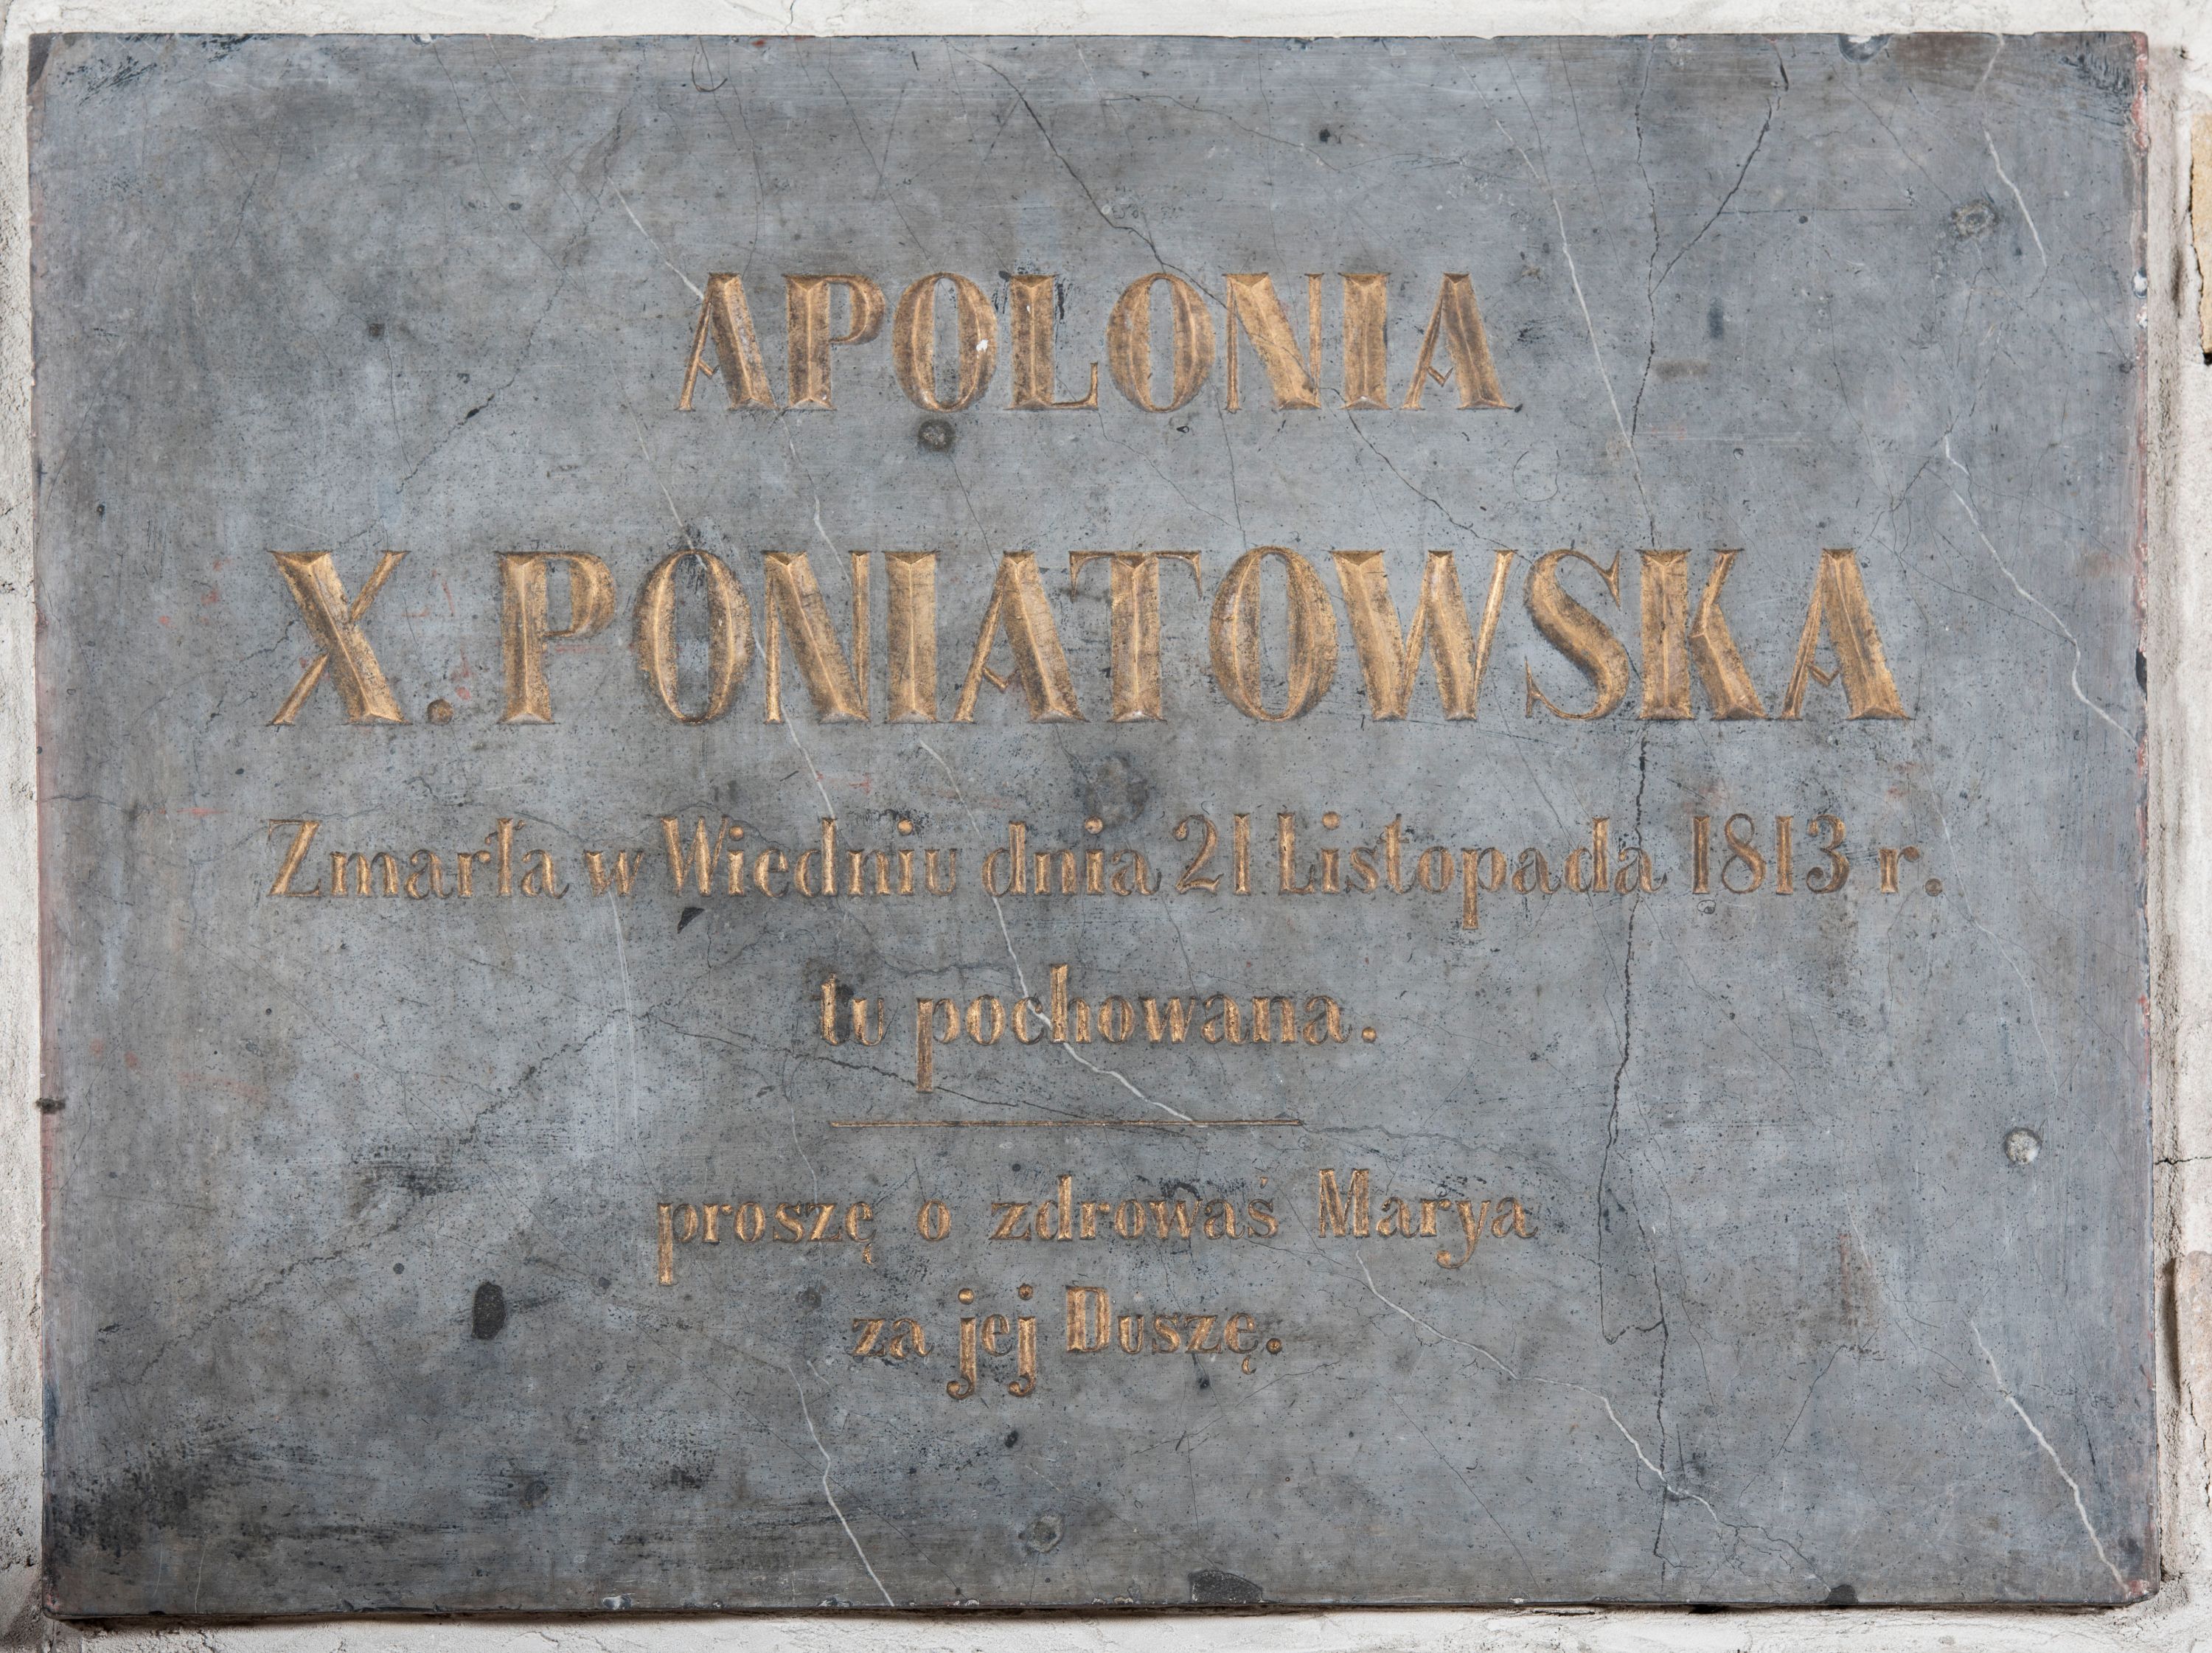 APOLONIA
X. PONIATOWSKA
Zmarła w Wiedniu dnia 21 Listopada 1813 r.
tu pochowana.
proszę o zdrowaś Marya
za jej Duszę.